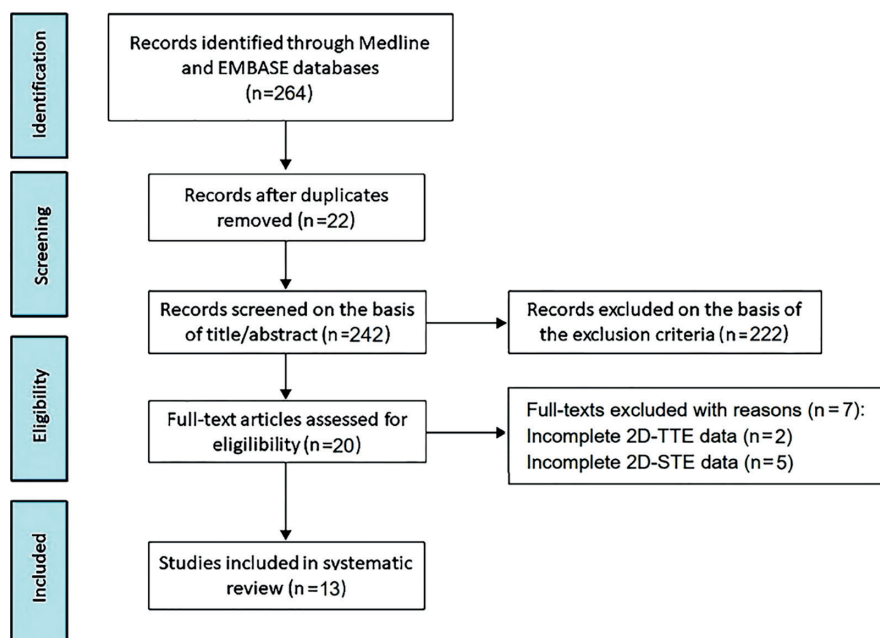 Identification
Records identified through Medline
and EMBASE databases
(n=264)
Screening
Records after duplicates
removed (n=22)
Records screened on the basis
of title/abstract (n=242)
Records excluded on the basis of
the exclusion criteria (n=222)
Eligibility
Full-text articles assessed for
eligilibility (n=20)
Full-texts excluded with reasons (n=7):
Incomplete 2D-TTE data (n=2)
Incomplete 2D-STE data (n=5)
Included
Studies included in systematic
review (n=13)